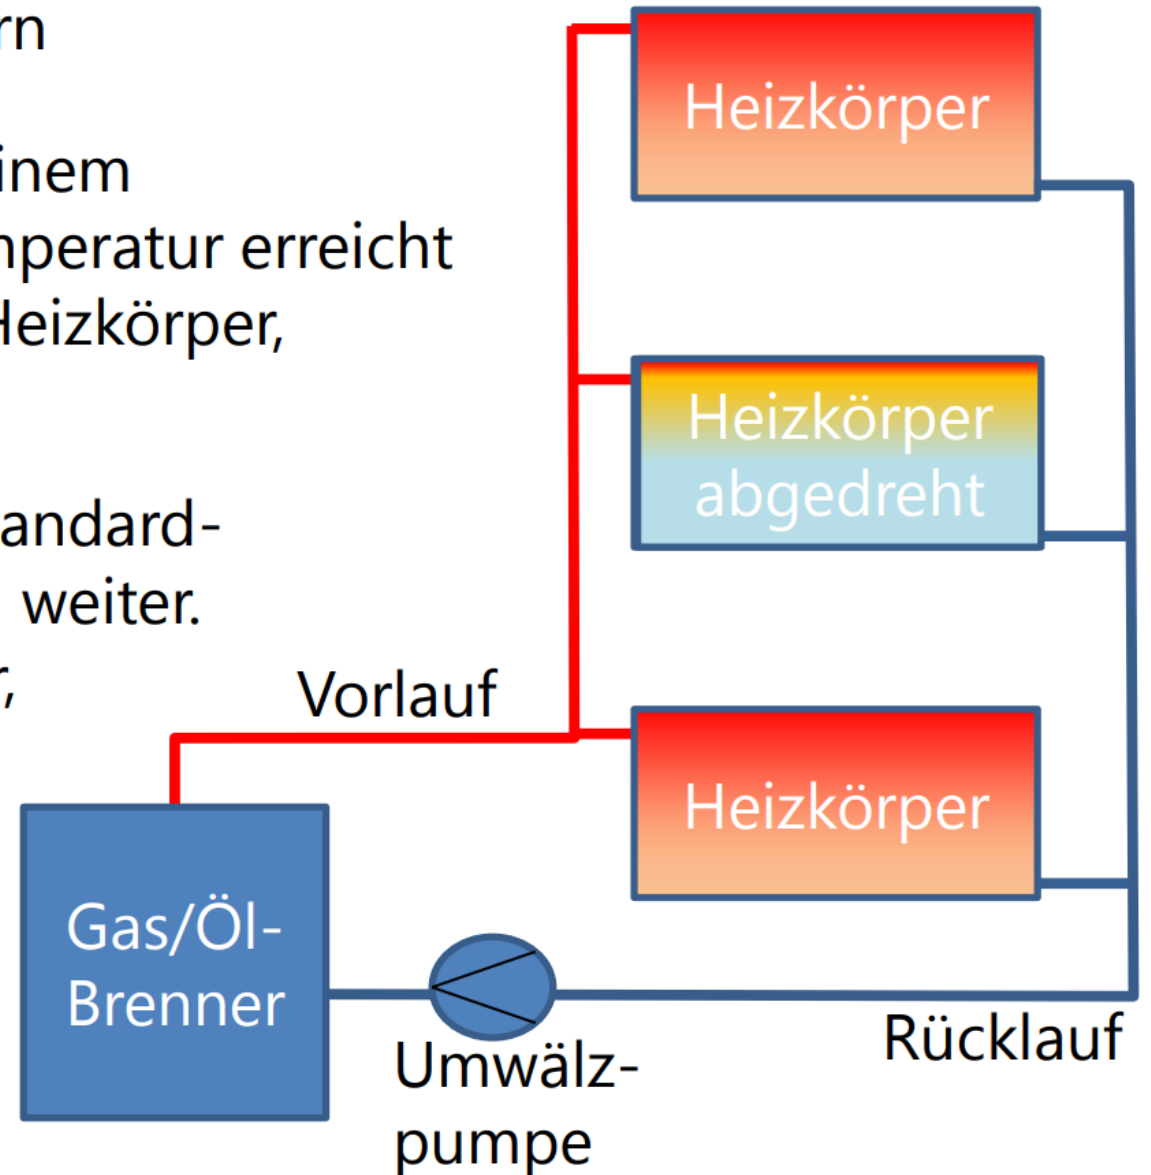 rn
inem
nperatur erreicht
Heizkörper,
andard-
weiter.
r,
Vorlauf
Heizkörper
Heizkörper
abgedreht
Heizkörper
Gas/Öl-
Brenner
Umwälz-
pumpe
Rücklauf